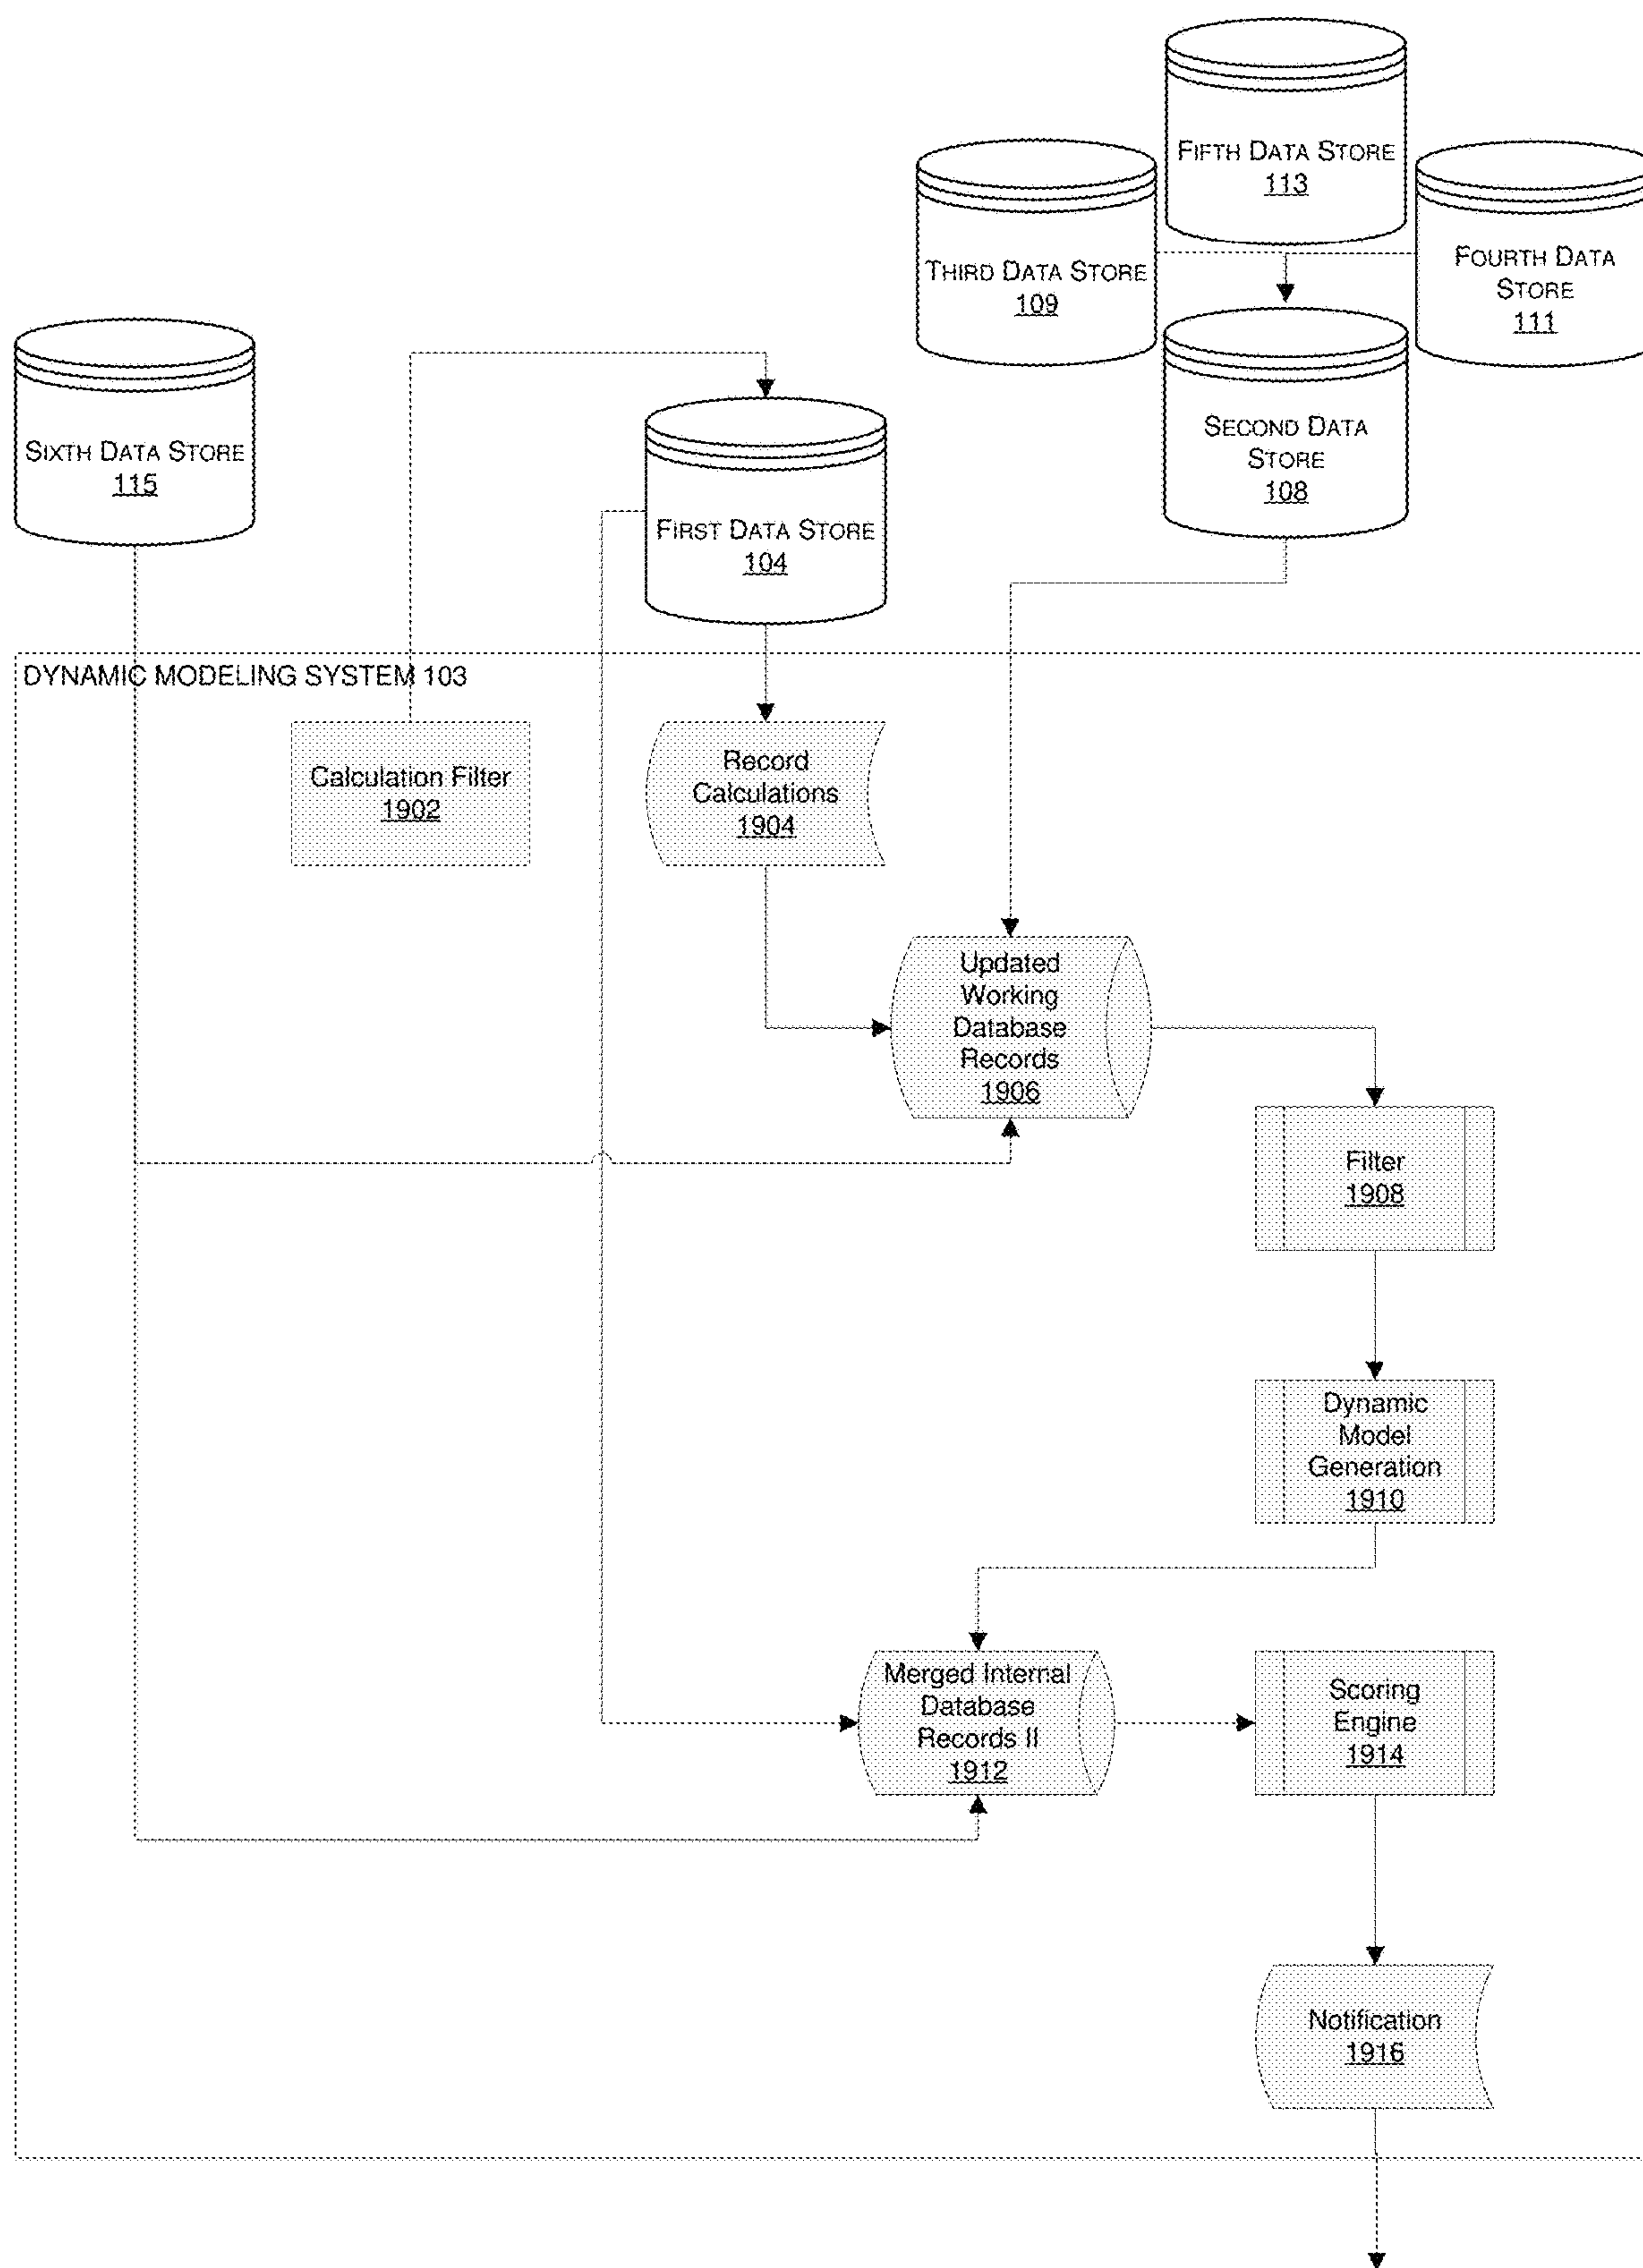 FIFTH DATA STORE
113
THIRD DATA STORE
109
FOURTH DATA
STORE
111
SIXTH DATA STORE
115
SECOND DATA
STORE
108
FIRST DATA STORE
104
DYNAMIC MODELING SYSTEM 103
Calculation Filter
1902
Record
Calculations
1904
Updated
Working
Database
Records
1906
Filter
1908
Dynamic
Model
Generation
1910
Merged Internal
Database
Records II
1912
Scoring
Engine
1914
Notification
1916